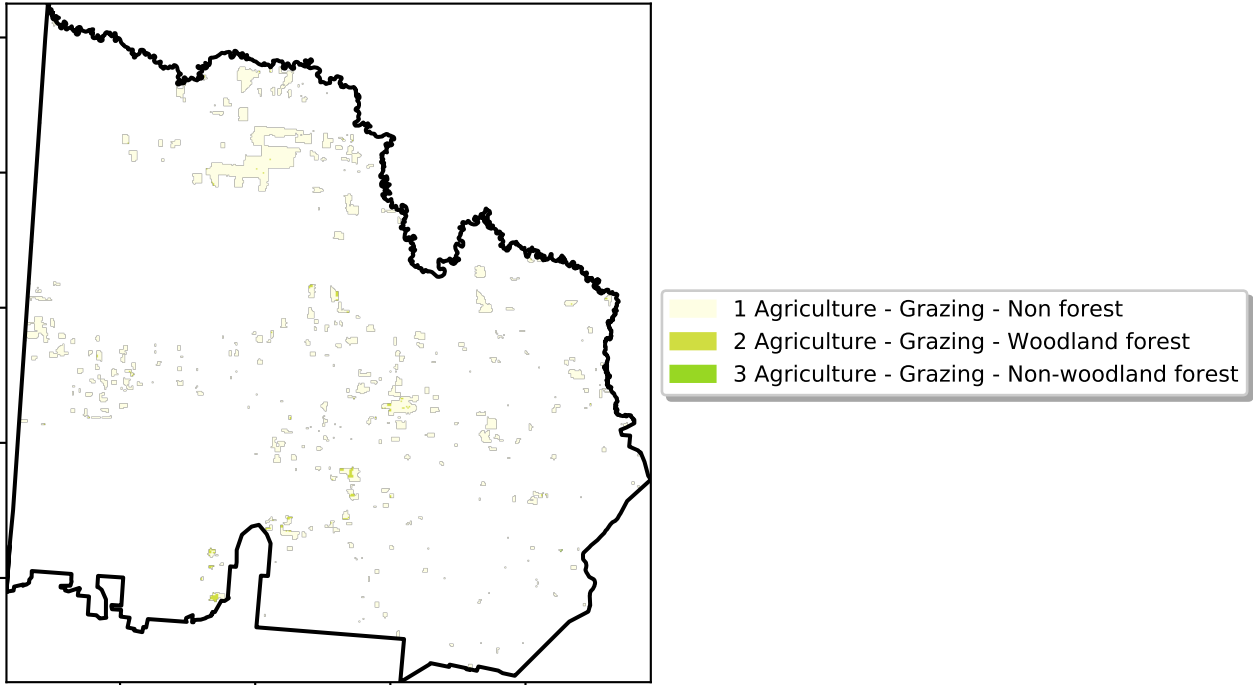 1 Agriculture - Grazing - Non forest
2 Agriculture - Grazing - Woodland forest
3 Agriculture - Grazing - Non-woodland forest